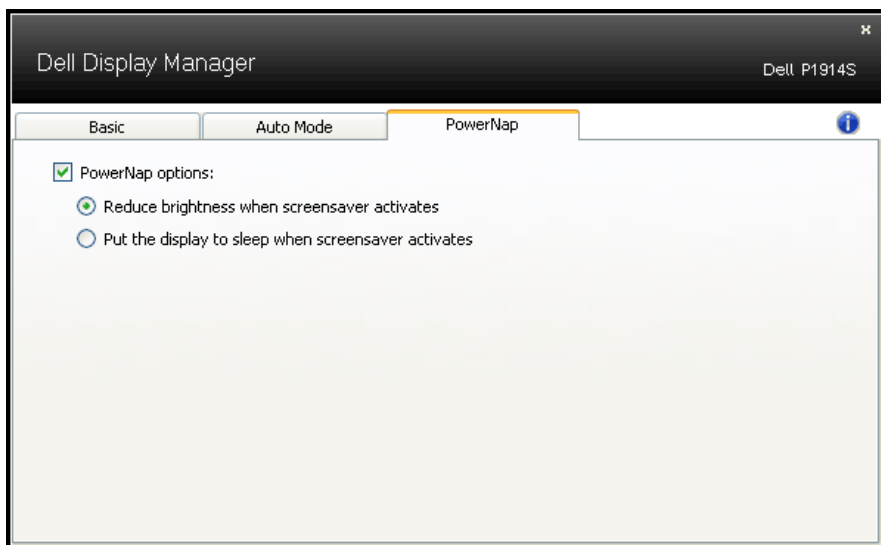 Dell Display Manager
Dell P1914S
Basic
Auto Mode
PowerNap
PowerNap options:
Reduce brightness when screensaver activates
Put the display to sleep when screensaver activates